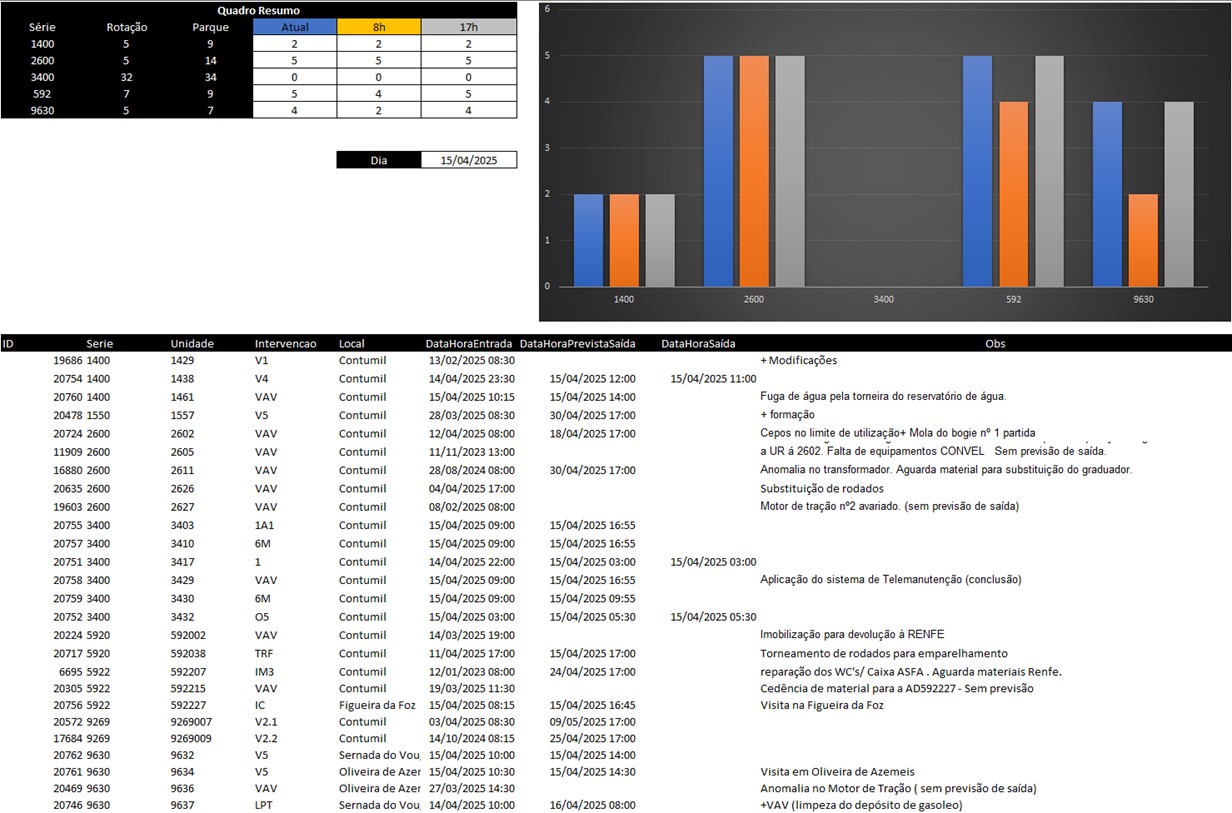 Quadro Resumo
Série Rotação Parque Atual 8h 17h
1400 5 9 2 2 2
2600 5 14 5 5 5
3400 32 34 0 0 0
592 7 9 5 4 5
9630 5 7 4 2 4
Dia 15/04/2025
6
5
4
3
2
1
0
1400 2600 3400 592 9630
ID Serie Unidade Intervencao Local DataHoraEntrada DataHoraPrevistaSaída DataHoraSaída Obs
19686 1400 1429 V1 Contumil 13/02/2025 08:30 + Modificações
20754 1400 1438 V4 Contumil 14/04/2025 23:30 15/04/2025 12:00 15/04/2025 11:00
20760 1400 1461 VAV Contumil 15/04/2025 10:15 15/04/2025 14:00 Fuga de água pela torneira do reservatório de água.
20478 1550 1557 V5 Contumil 28/03/2025 08:30 30/04/2025 17:00 + formação
20724 2600 2602 VAV Contumil 12/04/2025 08:00 18/04/2025 17:00 Cepos no limite de utilização+ Mola do bogie nº 1 partida
11909 2600 2605 VAV Contumil 11/11/2023 13:00 a UR á 2602. Falta de equipamentos CONVEL Sem previsão de saída.
16880 2600 2611 VAV Contumil 28/08/2024 08:00 30/04/2025 17:00 Anomalia no transformador. Aguarda material para substituição do graduador.
20635 2600 2626 VAV Contumil 04/04/2025 17:00 Substituição de rodados
19603 2600 2627 VAV Contumil 08/02/2025 08:00 Motor de tração nº2 avariado. (sem previsão de saída)
20755 3400 3403 1A1 Contumil 15/04/2025 09:00 15/04/2025 16:55
20757 3400 3410 6M Contumil 15/04/2025 09:00 15/04/2025 16:55
20751 3400 3417 1 Contumil 14/04/2025 22:00 15/04/2025 03:00 15/04/2025 03:00
20758 3400 3429 VAV Contumil 15/04/2025 09:00 15/04/2025 16:55 Aplicação do sistema de Telemanutenção (conclusão)
20759 3400 3430 6M Contumil 15/04/2025 09:00 15/04/2025 09:55
20752 3400 3432 O5 Contumil 15/04/2025 03:00 15/04/2025 05:30 15/04/2025 05:30
20224 5920 592002 VAV Contumil 14/03/2025 19:00 Imobilização para devolução à RENFE
20717 5920 592038 TRF Contumil 11/04/2025 17:00 15/04/2025 17:00 Torneamento de rodados para emparelhamento
6695 5922 592207 IM3 Contumil 12/01/2023 08:00 24/04/2025 17:00 reparação dos WC's/ Caixa ASFA . Aguarda materiais Renfe.
20305 5922 592215 VAV Contumil 19/03/2025 11:30 Cedência de material para a AD592227 - Sem previsão
20756 5922 592227 IC Figueira da Foz 15/04/2025 08:15 15/04/2025 16:45 Visita na Figueira da Foz
20572 9269 9269007 V2.1 Contumil 03/04/2025 08:30 09/05/2025 17:00
17684 9269 9269009 V2.2 Contumil 14/10/2024 08:15 25/04/2025 17:00
20762 9630 9632 V5 Sernada do Vou 15/04/2025 10:00 15/04/2025 14:00
20761 9630 9634 V5 Oliveira de Azer 15/04/2025 10:30 15/04/2025 14:30 Visita em Oliveira de Azemeis
20469 9630 9636 VAV Oliveira de Azer 27/03/2025 14:30 Anomalia no Motor de Tração ( sem previsão de saída)
20746 9630 9637 LPT Sernada do Vou 14/04/2025 10:00 16/04/2025 08:00 +VAV (limpeza do depósito de gasoleo)